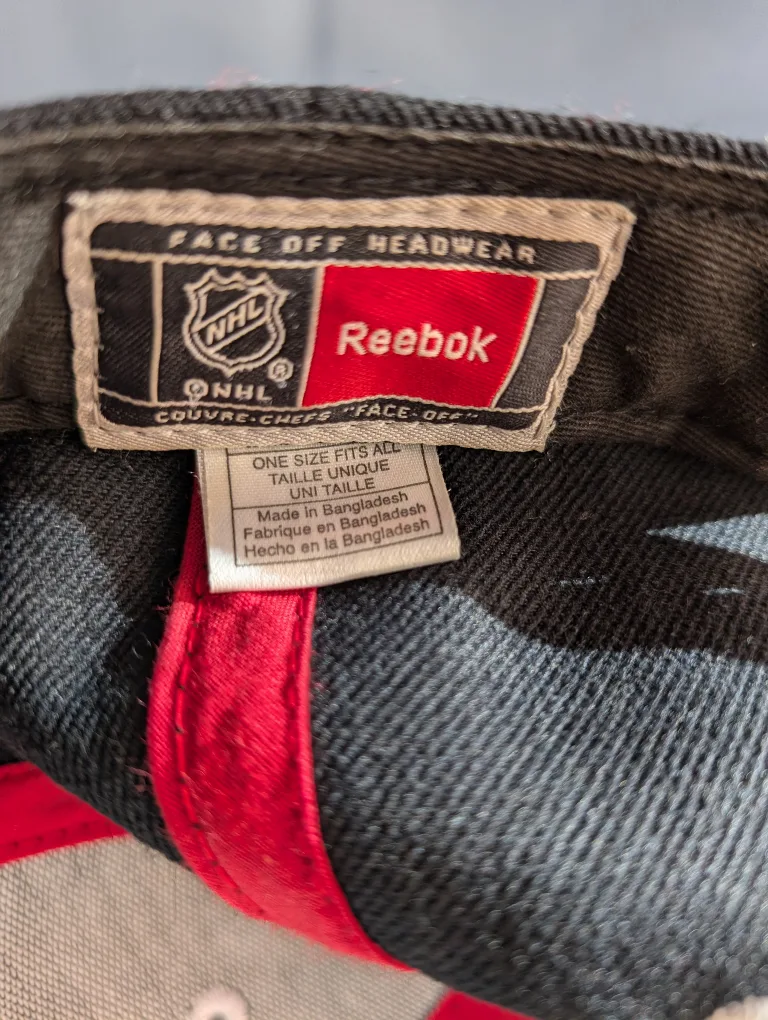 FACE OFF HEADWEAR
NHL
Reebok
®
© NHL
COUVRE-CHEFS "FACE-OFF"
ONE SIZE FITS ALL
TAILLE UNIQUE
UNI TAILLE
Made in Bangladesh
Fabrique en Bangladesh
Hecho en la Bangladesh